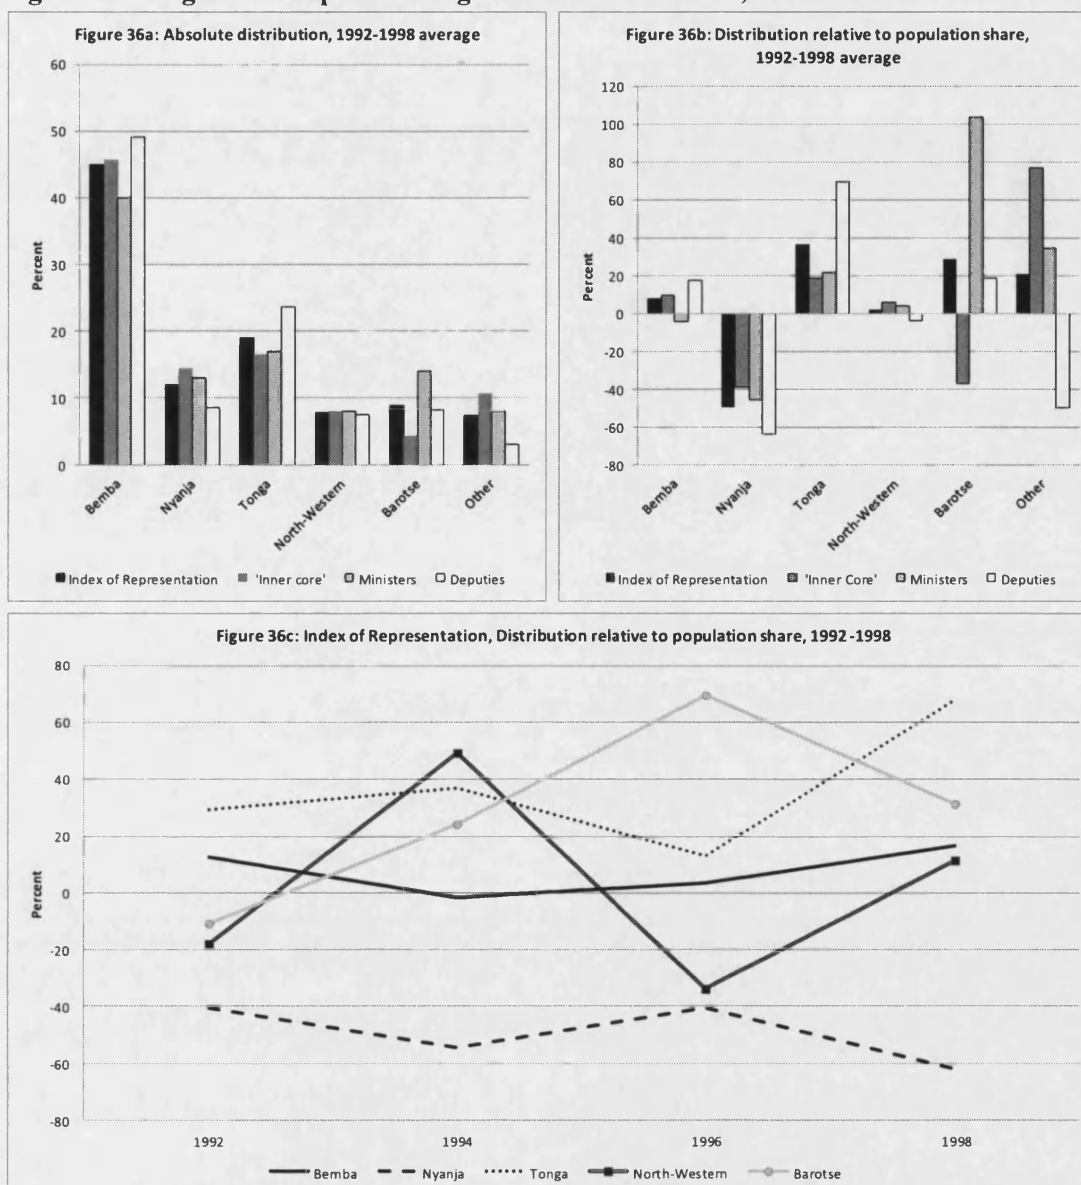 Figure 36a: Absolute distribution, 1992-1998 average
60
50
40
30
20
10
0
Percent
Bemba
Nyanja
Tonga
North-Western
Barotse
Other
Index of Representation 'Inner core' Ministers Deputies
Figure 36b: Distribution relative to population share,
1992-1998 average
120
100
80
60
40
20
0
-20
-40
-60
-80
Percent
Bemba
Nyanja
Tonga
North-Western
Barotse
Other
Index of Representation 'Inner Core' Ministers Deputies
Figure 36c: Index of Representation, Distribution relative to population share, 1992-1998
80
60
40
20
0
-20
-40
-60
-80
Percent
1992 1994 1996 1998
Bemba Nyanja Tonga North-Western Barotse